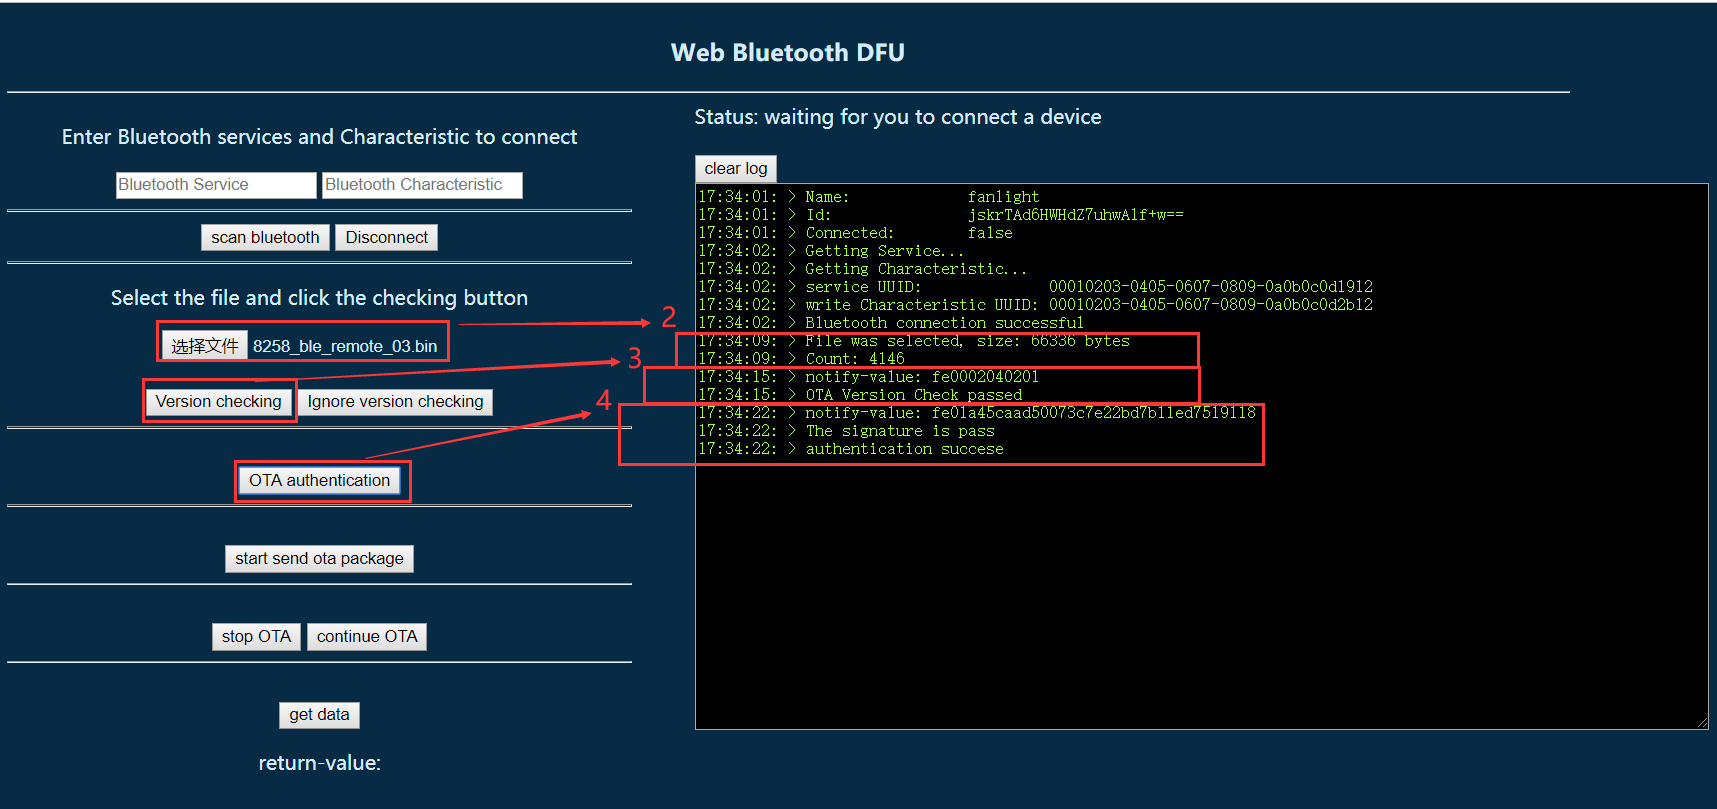 Web Bluetooth DFU
Enter Bluetooth services and Characteristic to connect
Bluetooth Service Bluetooth Characteristic
scan bluetooth Disconnect
Select the file and click the checking button
选择文件 8258_ble_remote_03.bin
Version checking Ignore version checking
OTA authentication
start send ota package
stop OTA continue OTA
get data
return-value:
2
3
4
Status: waiting for you to connect a device
clear log
17:34:01: > Name: fanlight
17:34:01: > Id: jskrTAd6HWHdZ7uhwAlf+w==
17:34:01: > Connected: false
17:34:02: > Getting Service...
17:34:02: > Getting Characteristic...
17:34:02: > service UUID: 00010203-0405-0607-0809-0a0b0c0d1912
17:34:02: > write Characteristic UUID: 00010203-0405-0607-0809-0a0b0c0d2b12
17:34:02: > Bluetooth connection successful
17:34:09: > File was selected, size: 66336 bytes
17:34:09: > Count: 4146
17:34:15: > notify-value: fe0002040201
17:34:15: > OTA Version Check passed
17:34:22: > notify-value: fe01a45caad50073c7e22bd7b11ed7519118
17:34:22: > The signature is pass
17:34:22: > authentication succese